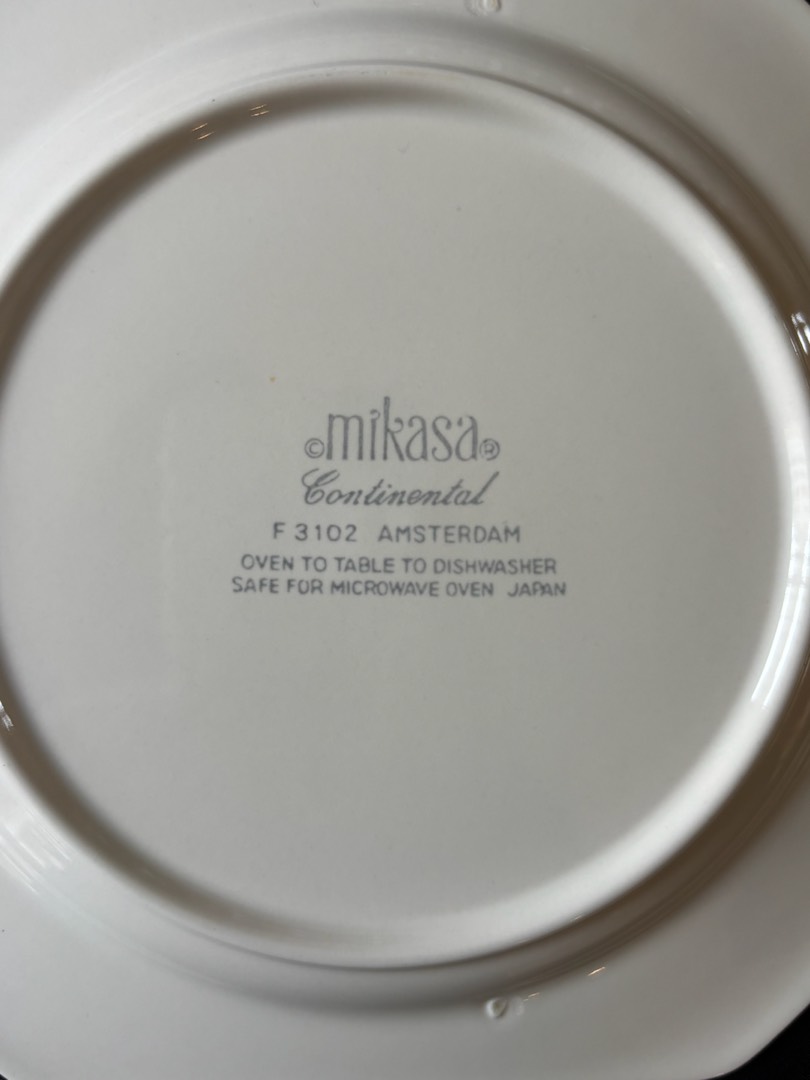 ©mikasa®
Continental
F 3102 AMSTERDAM
OVEN TO TABLE TO DISHWASHER
SAFE FOR MICROWAVE OVEN JAPAN